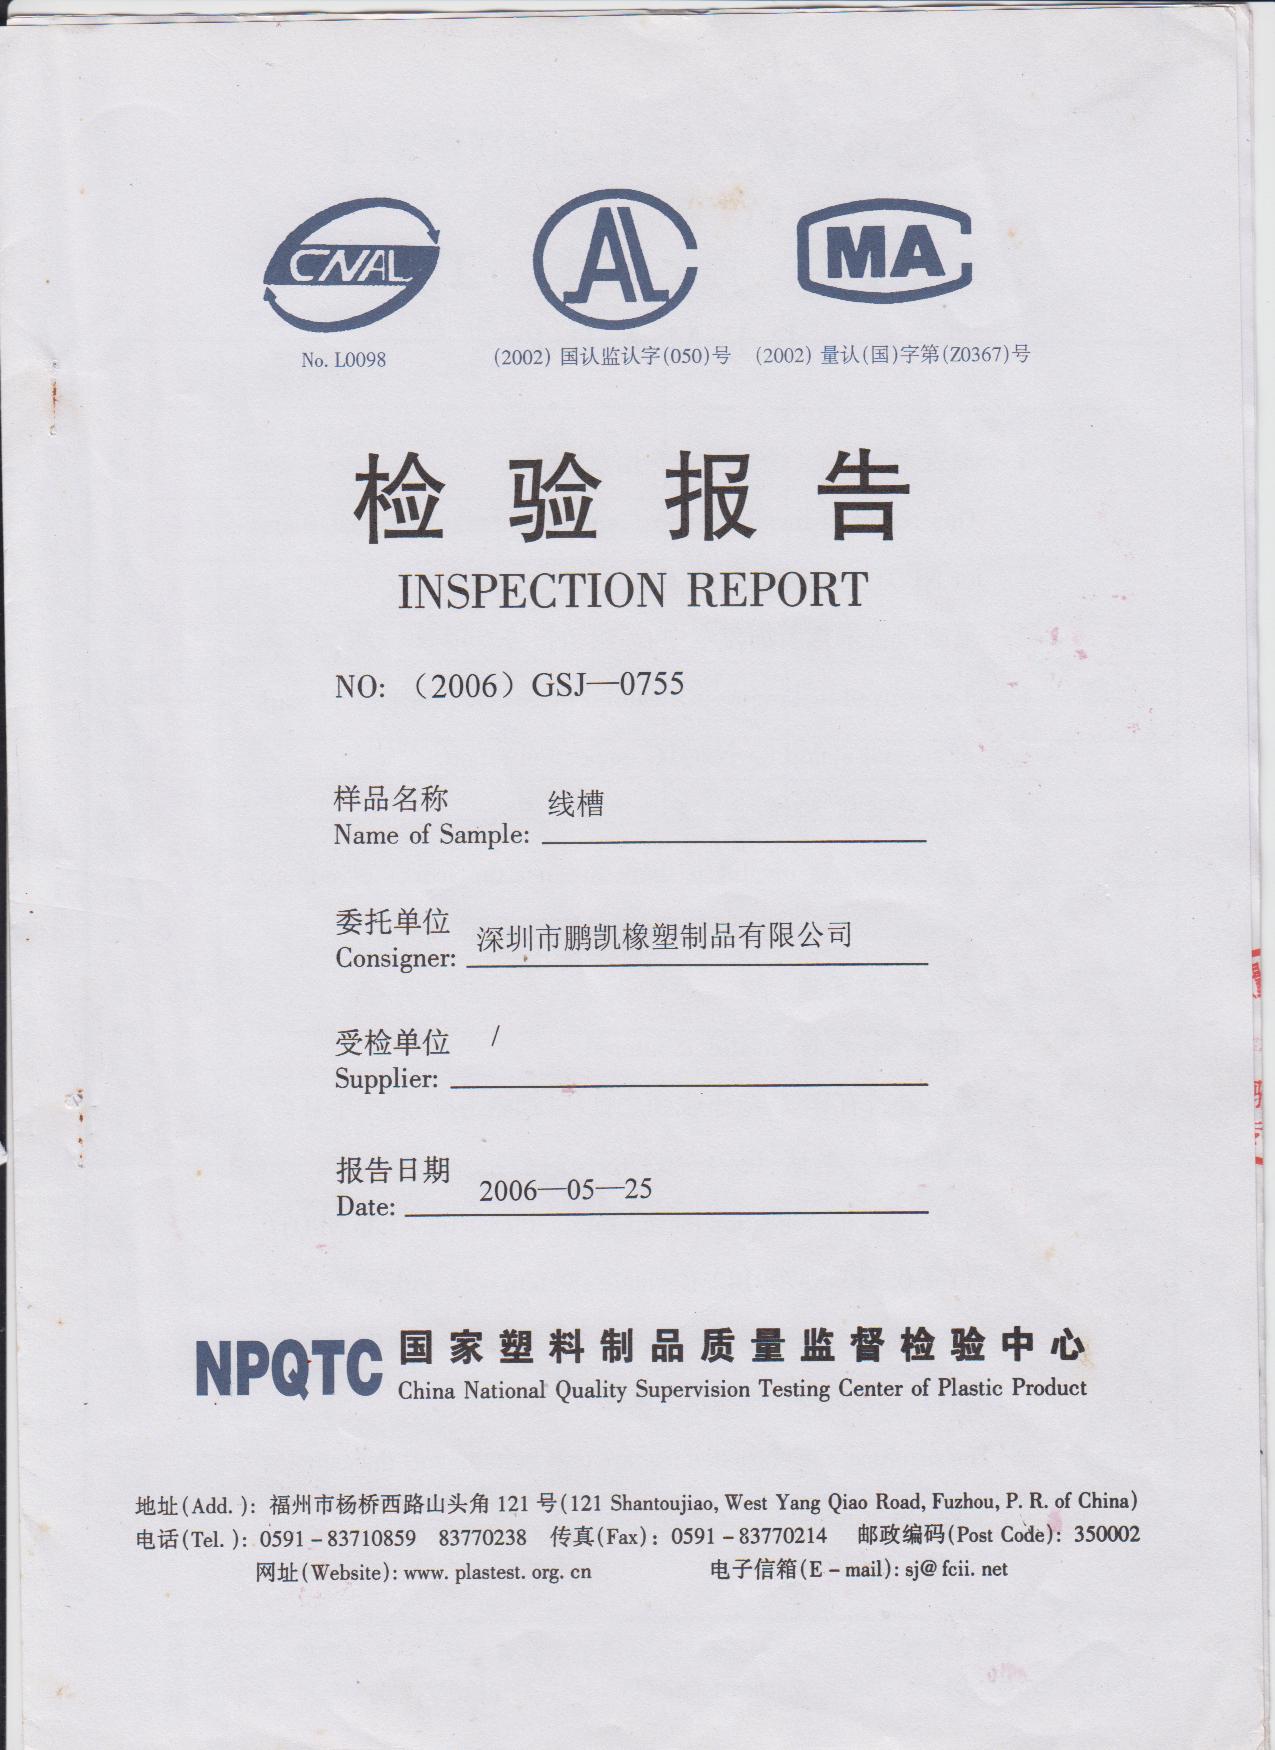 CNAL
AL
MA
No. L0098
(2002) 国认监认字(050)号
(2002) 量认(国)字第(Z0367)号
检验报告
INSPECTION REPORT
NO: （2006）GSJ—0755
样品名称 线槽
Name of Sample:
委托单位 深圳市鹏凯橡塑制品有限公司
Consigner:
受检单位 /
Supplier:
报告日期 2006—05—25
Date:
NPQTC 国家塑料制品质量监督检验中心
China National Quality Supervision Testing Center of Plastic Product
地址(Add. ): 福州市杨桥西路山头角 121 号(121 Shantoujiao, West Yang Qiao Road, Fuzhou, P. R. of China)
电话(Tel. ): 0591－83710859 83770238 传真(Fax): 0591－83770214 邮政编码(Post Code): 350002
网址(Website): www. plastest. org. cn 电子信箱(E－mail): sj@ fcii. net